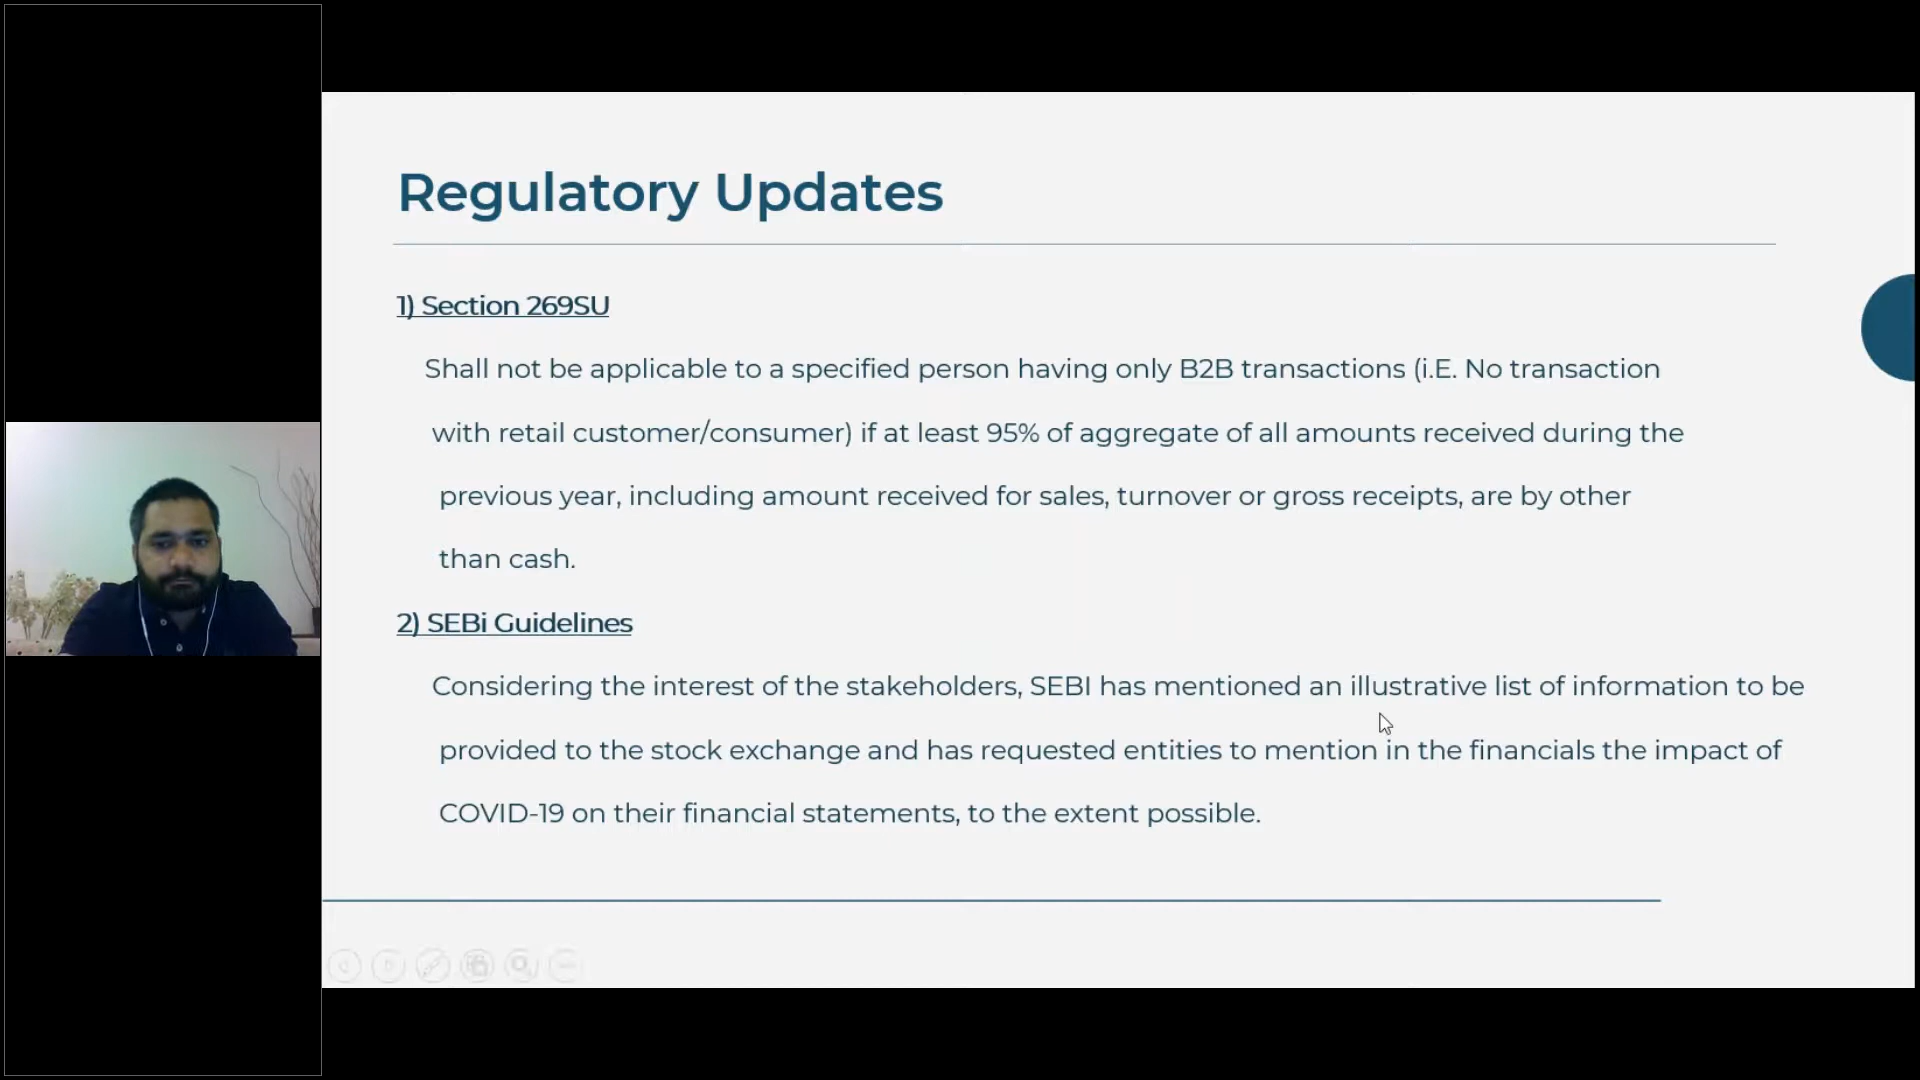 Regulatory Updates
1) Section 269SU
Shall not be applicable to a specified person having only B2B transactions (i.E. No transaction
with retail customer/consumer) if at least 95% of aggregate of all amounts received during the
previous year, including amount received for sales, turnover or gross receipts, are by other
than cash.
2) SEBi Guidelines
Considering the interest of the stakeholders, SEBI has mentioned an illustrative list of information to be
provided to the stock exchange and has requested entities to mention in the financials the impact of
COVID-19 on their financial statements, to the extent possible.